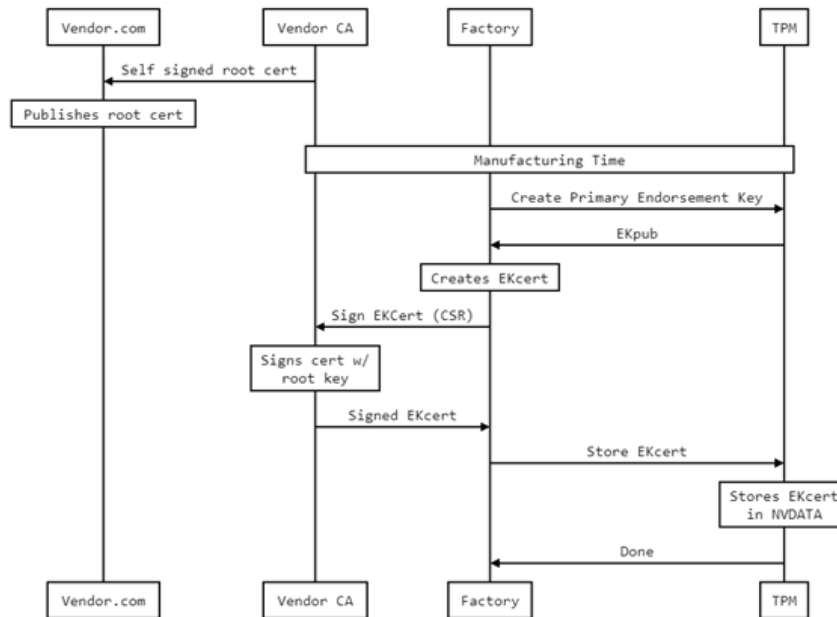 Vendor.com
Vendor CA
Factory
TPM
Self signed root cert
Publishes root cert
Manufacturing Time
Create Primary Endorsement Key
EKpub
Creates EKcert
Sign EKCert (CSR)
Signs cert w/
root key
Signed EKcert
Store EKcert
Stores EKcert
in NVDATA
Done
Vendor.com
Vendor CA
Factory
TPM